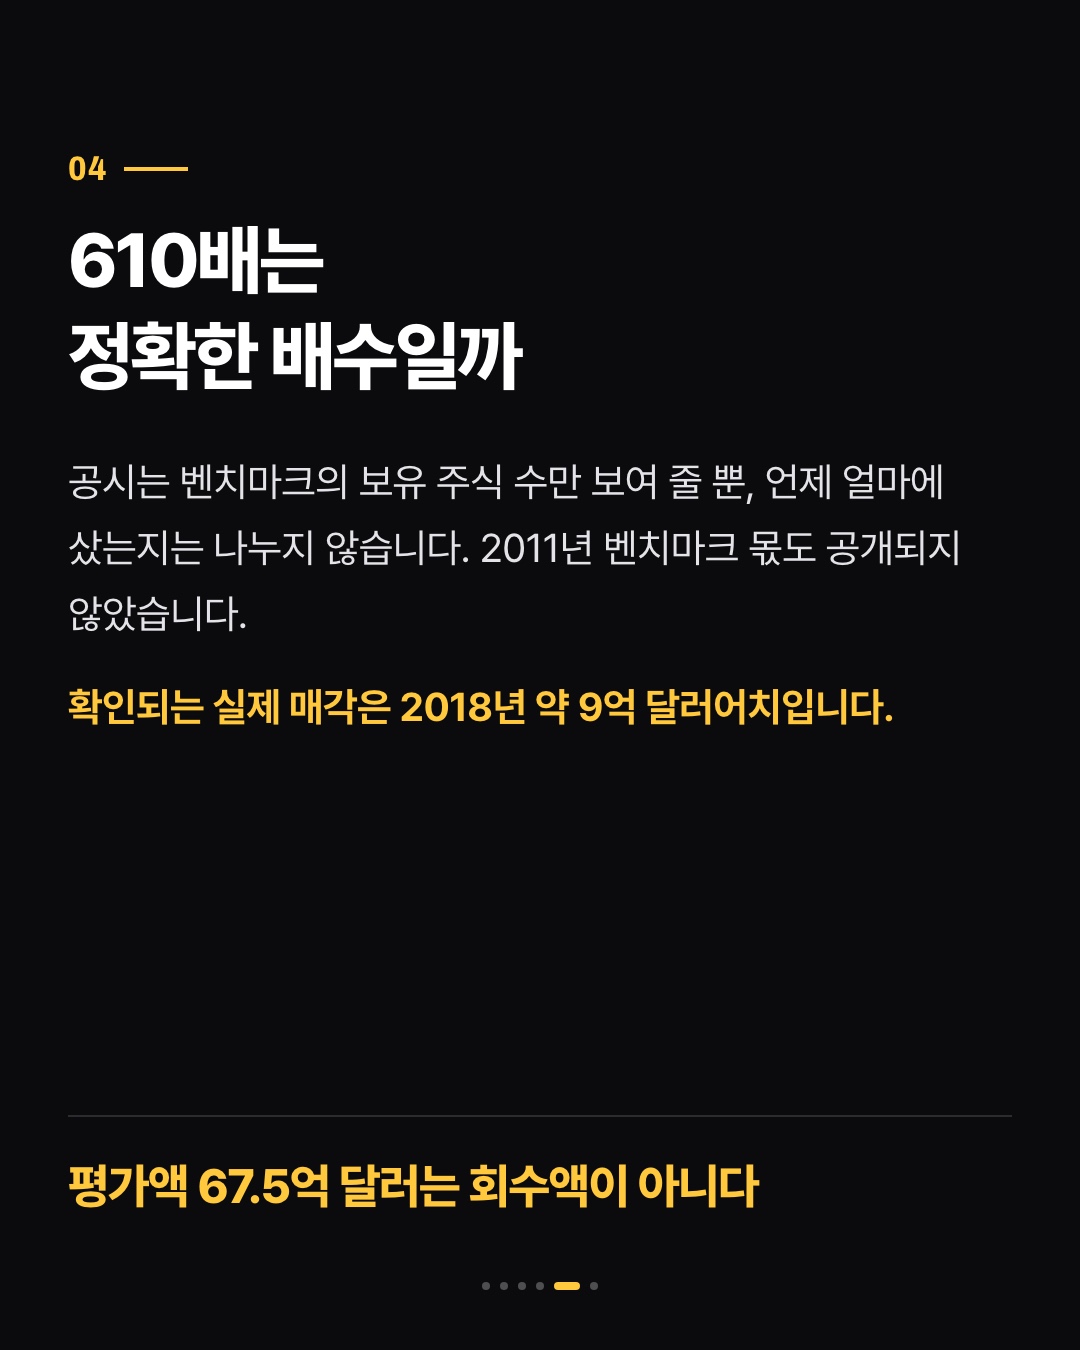 04
610배는
정확한 배수일까
공시는 벤치마크의 보유 주식 수만 보여 줄 뿐, 언제 얼마에
샀는지는 나누지 않습니다. 2011년 벤치마크 몫도 공개되지
않았습니다.
확인되는 실제 매각은 2018년 약 9억 달러어치입니다.
평가액 67.5억 달러는 회수액이 아니다